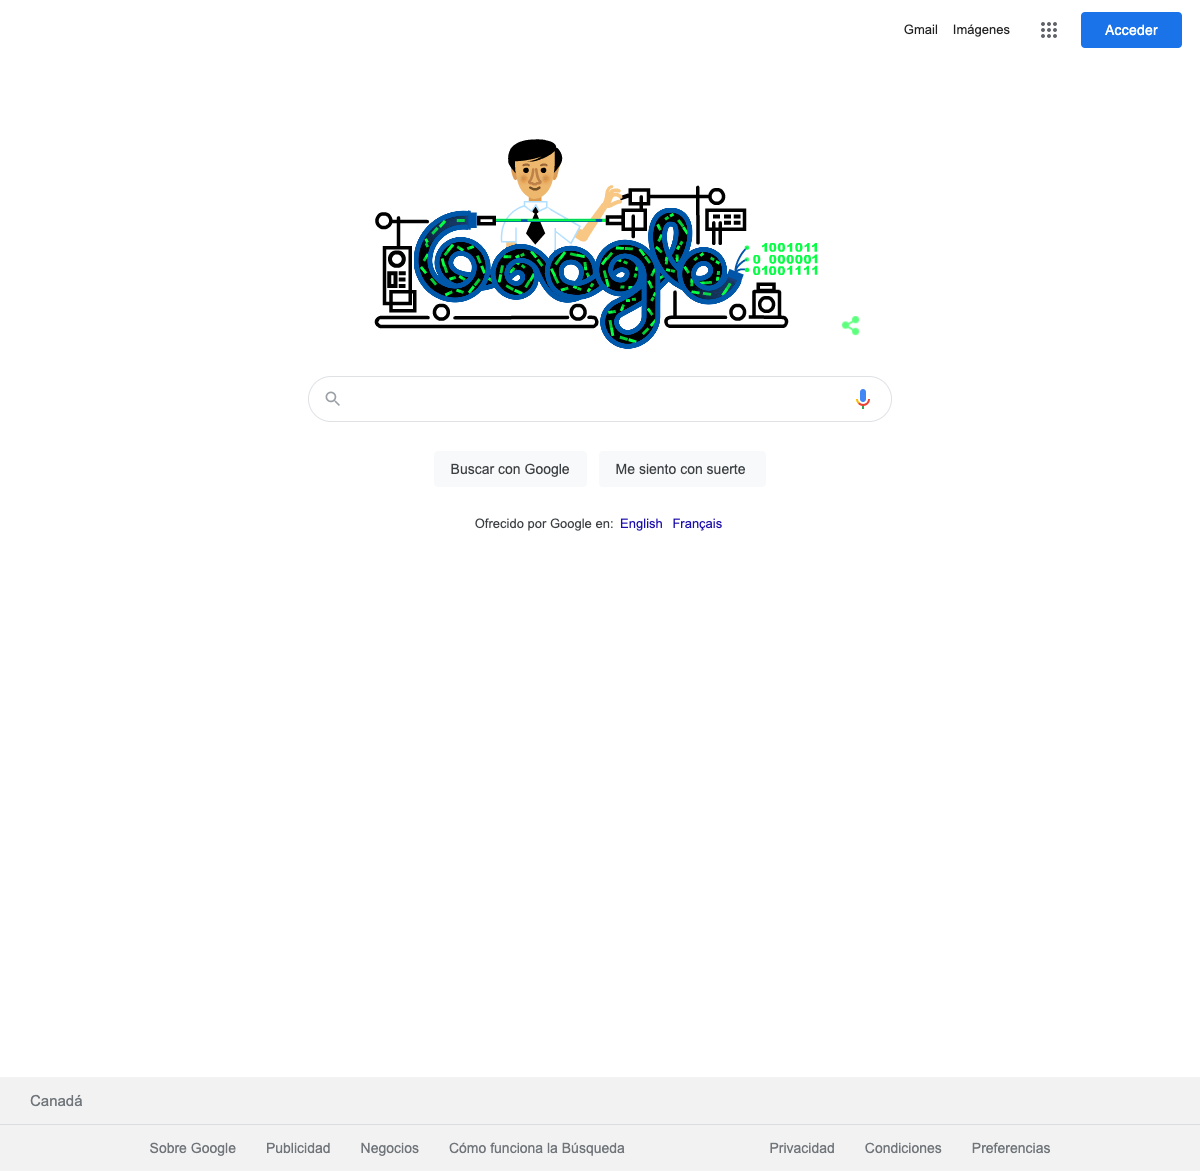 Gmail Imágenes Acceder
Google
1001011
0 000001
01001111
Buscar con Google Me siento con suerte
Ofrecido por Google en: English Français
Canadá
Sobre Google Publicidad Negocios Cómo funciona la Búsqueda Privacidad Condiciones Preferencias